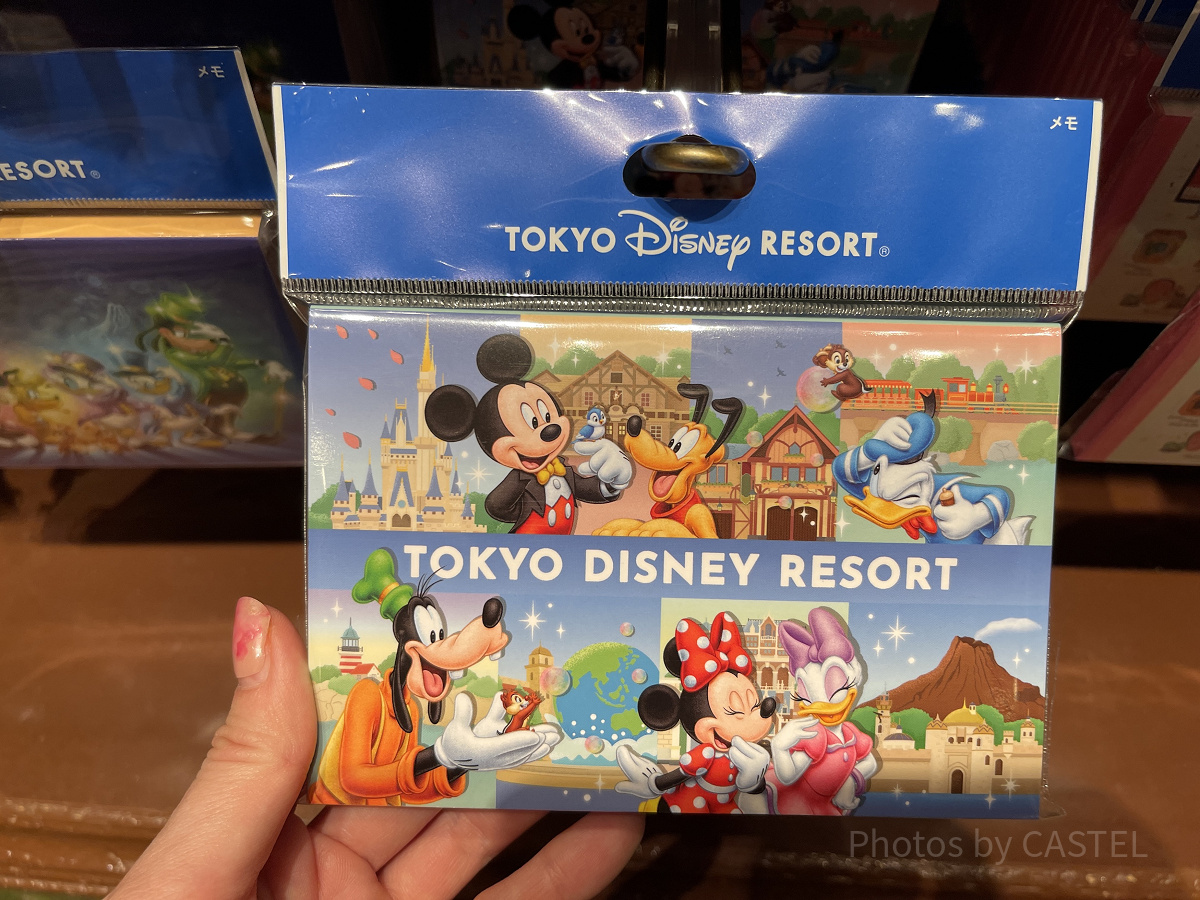 メモ
RESORT®
メモ
TOKYO Disney RESORT®
TOKYO DISNEY RESORT
Photos by CASTEL